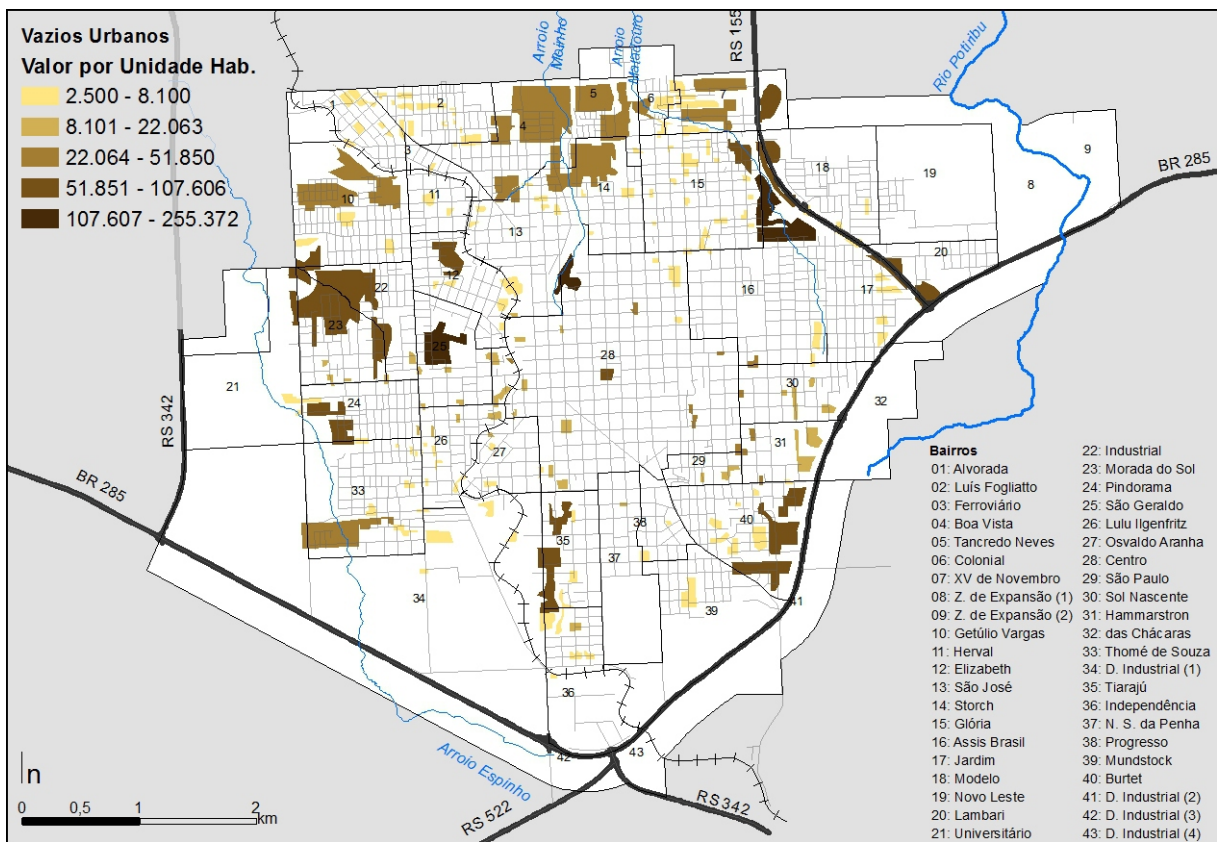 Vazios Urbanos
Valor por Unidade Hab.
2.500 - 8.100
8.101 - 22.063
22.064 - 51.850
51.851 - 107.606
107.607 - 255.372
Arroio
Moinho
Arroio
Matadouro
RS 155
Rio Potiribu
BR 285
1
2
3
4
5
6
7
8
9
10
11
12
13
14
15
16
17
18
19
20
21
22
23
24
25
26
27
28
29
30
31
32
33
34
35
36
37
38
39
40
41
42
43
RS 342
BR 285
Arroio Espinho
RS 522
RS 342
n
0
0,5
1
2
km
Bairros
01: Alvorada
02: Luís Fogliatto
03: Ferroviário
04: Boa Vista
05: Tancredo Neves
06: Colonial
07: XV de Novembro
08: Z. de Expansão (1)
09: Z. de Expansão (2)
10: Getúlio Vargas
11: Herval
12: Elizabeth
13: São José
14: Storch
15: Glória
16: Assis Brasil
17: Jardim
18: Modelo
19: Novo Leste
20: Lambari
21: Universitário
22: Industrial
23: Morada do Sol
24: Pindorama
25: São Geraldo
26: Lulu Ilgenfritz
27: Osvaldo Aranha
28: Centro
29: São Paulo
30: Sol Nascente
31: Hammarstron
32: das Chácaras
33: Thomé de Souza
34: D. Industrial (1)
35: Tiarajú
36: Independência
37: N. S. da Penha
38: Progresso
39: Mundstock
40: Burtet
41: D. Industrial (2)
42: D. Industrial (3)
43: D. Industrial (4)